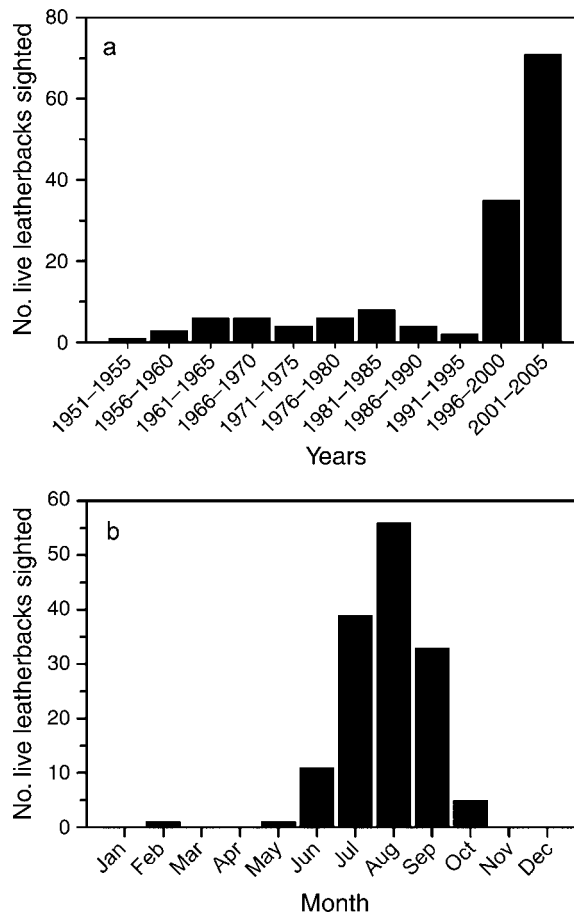 80
a
60
40
20
0
No. live leatherbacks sighted
1951–1955
1956–1960
1961–1965
1966–1970
1971–1975
1976–1980
1981–1985
1986–1990
1991–1995
1996–2000
2001–2005
Years
60
b
50
40
30
20
10
0
No. live leatherbacks sighted
Jan
Feb
Mar
Apr
May
Jun
Jul
Aug
Sep
Oct
Nov
Dec
Month